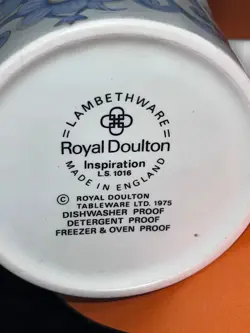 = LAMBETHWARE =
Royal Doulton
MADE IN ENGLAND
Inspiration
L.S. 1016
© ROYAL DOULTON
TABLEWARE LTD. 1975
DISHWASHER PROOF
DETERGENT PROOF
FREEZER & OVEN PROOF